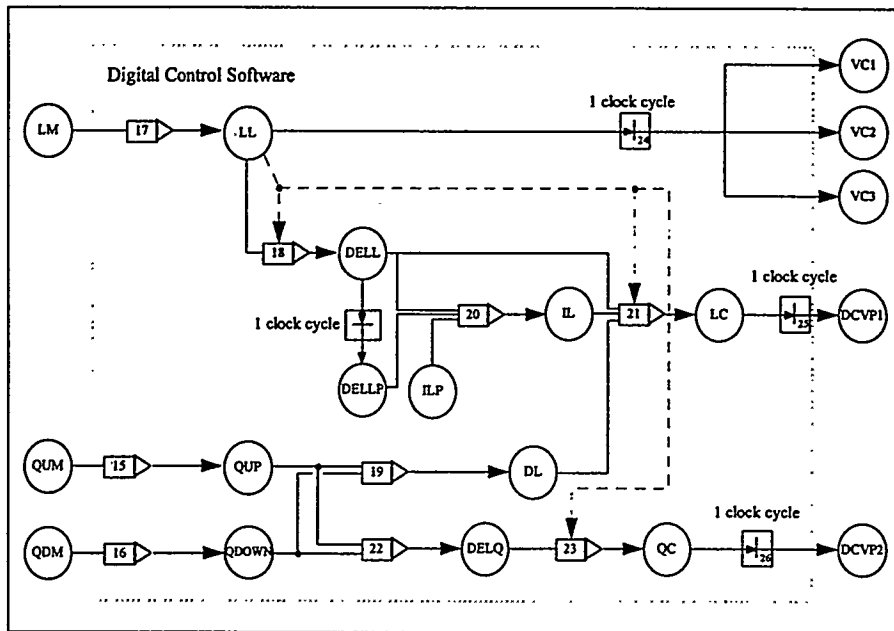 VC1
Digital Control Software
1 clock cycle
LM
17
LL
24
VC2
VC3
18
DELL
1 clock cycle
1 clock cycle
20
IL
21
LC
25
DCVP1
DELLP
ILP
QUM
15
QUP
19
DL
1 clock cycle
QDM
16
QDOWN
22
DELQ
23
QC
26
DCVP2